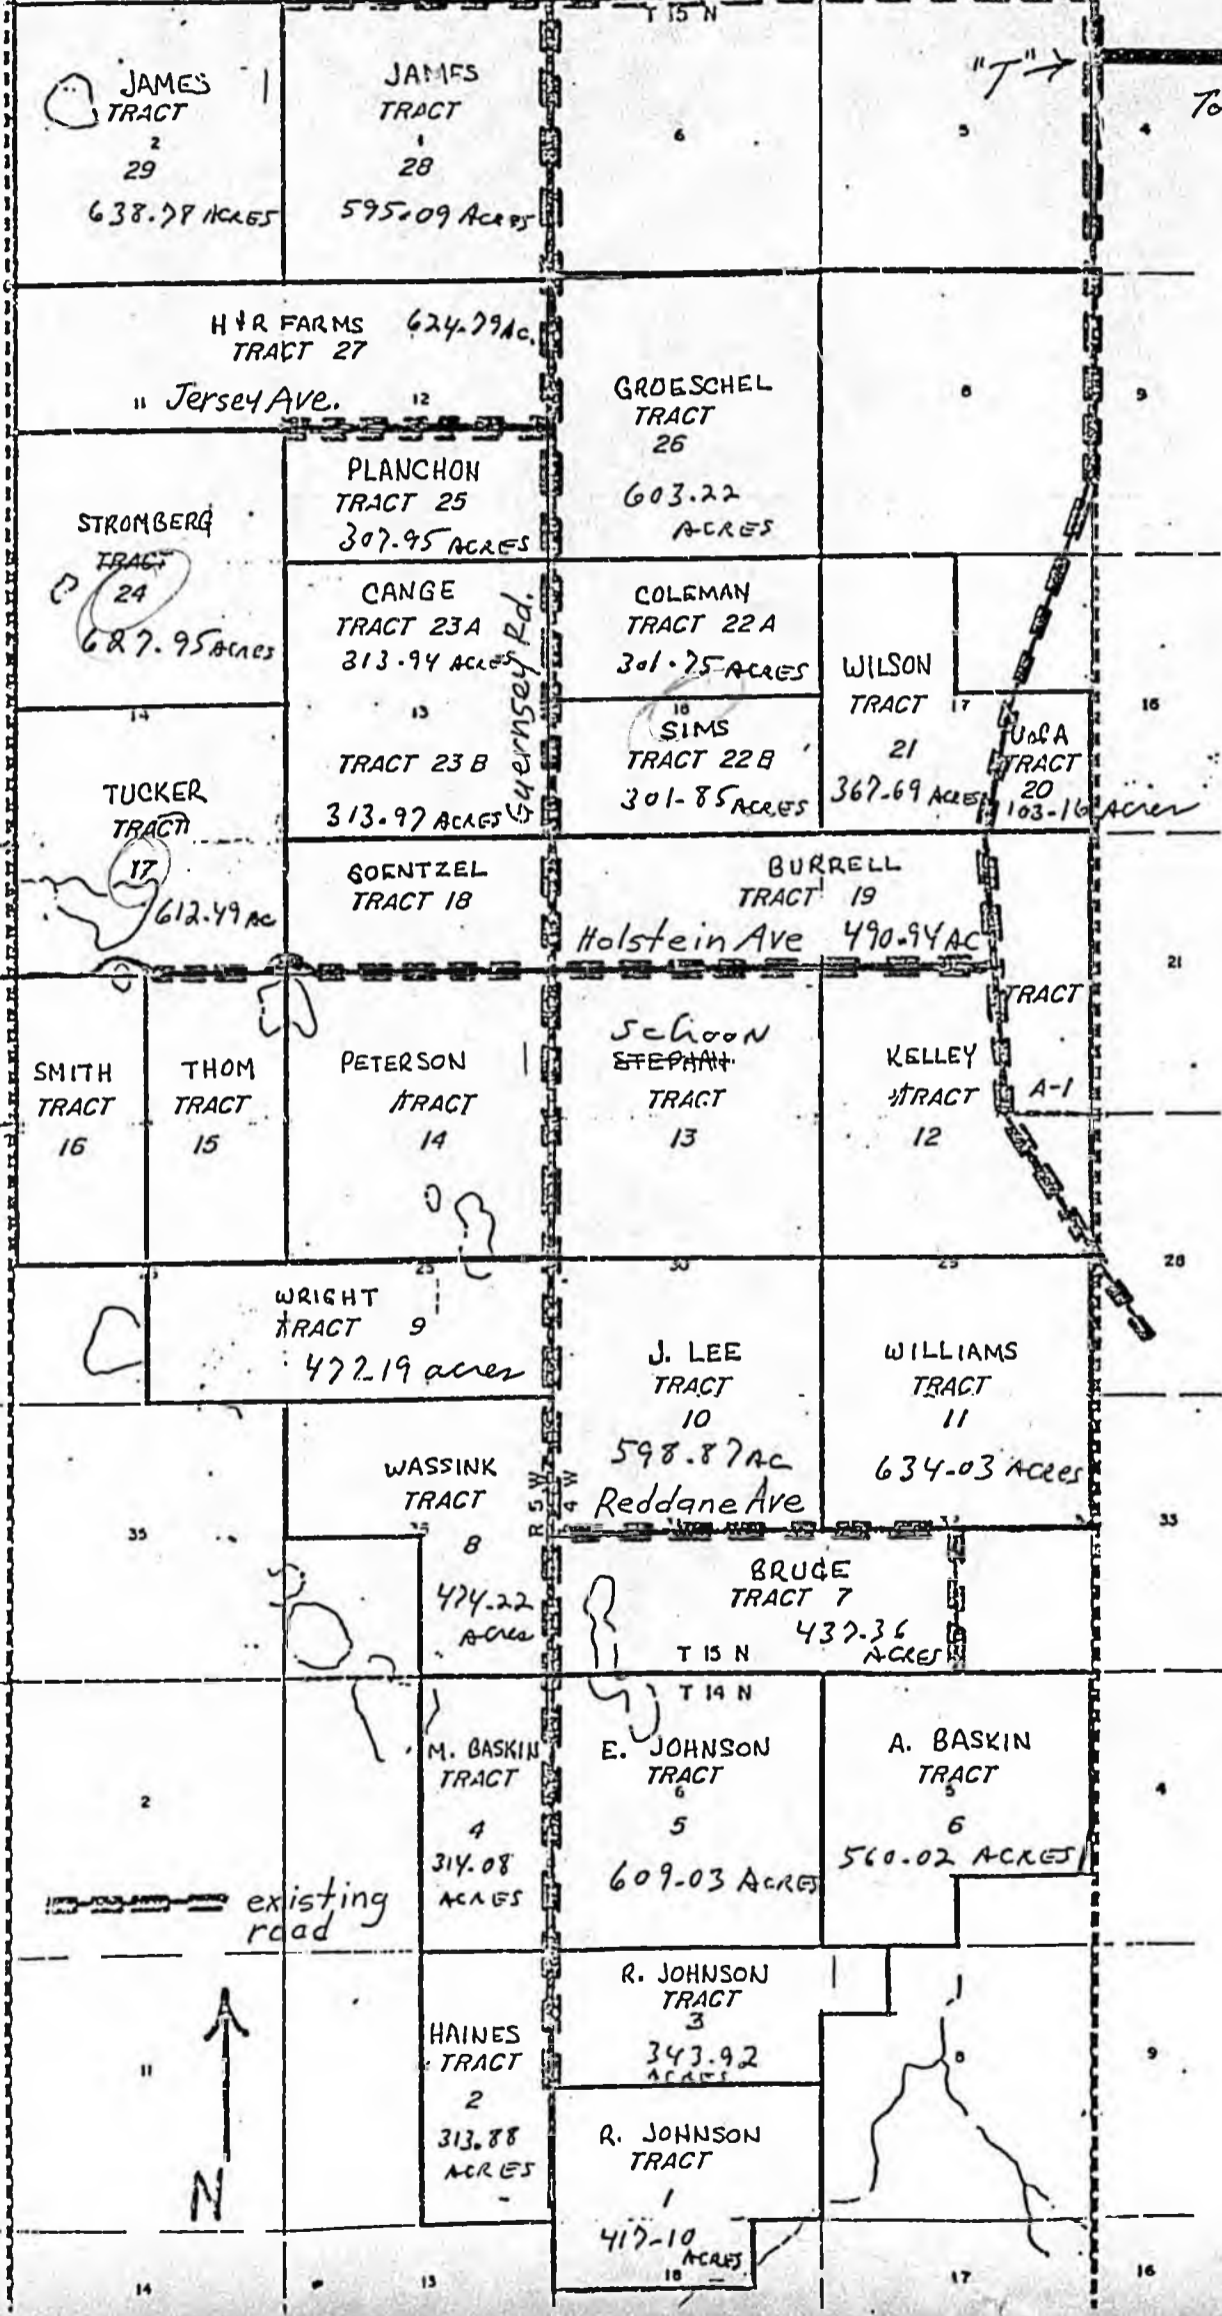 T 15 N
"T"→
To
JAMES
TRACT
2
29
638.78 ACRES
JAMES
TRACT
1
28
595.09 ACRES
6
5
4
H & R FARMS 624.79 AC.
TRACT 27
11 Jersey Ave. 12
GROESCHEL
TRACT
26
603.22
ACRES
8
9
STROMBERG
TRACT
24
627.95 ACRES
PLANCHON
TRACT 25
307.95 ACRES
CANGE
TRACT 23A
313.94 ACRES
13
TRACT 23B
313.97 ACRES
Guernsey Rd.
COLEMAN
TRACT 22A
301.75 ACRES
18
SIMS
TRACT 22B
301.85 ACRES
WILSON
TRACT
21
367.69 ACRES
17
U of A
TRACT
20
103.16 Acres
16
14
TUCKER
TRACT
17
612.49 AC
GOENTZEL
TRACT 18
BURRELL
TRACT 19
Holstein Ave 490.94 AC
21
TRACT
A-1
SMITH
TRACT
16
THOM
TRACT
15
PETERSON
TRACT
14
Schoon
STEPHAN
TRACT
13
KELLEY
TRACT
12
25
30
29
28
WRIGHT
TRACT 9
472.19 acres
J. LEE
TRACT
10
598.87 AC
WILLIAMS
TRACT
11
634.03 ACRES
Reddane Ave
R 5 W
4 W
WASSINK
TRACT
8
474.22
Acres
35
33
BRUCE
TRACT 7
437.36
ACRES
T 15 N
T 14 N
M. BASKIN
TRACT
4
314.08
ACRES
E. JOHNSON
TRACT
6
5
609.03 ACRES
A. BASKIN
TRACT
5
6
560.02 ACRES
2
4
existing
road
N
HAINES
TRACT
2
313.88
ACRES
R. JOHNSON
TRACT
3
343.92
ACRES
11
8
9
R. JOHNSON
TRACT
1
417.10
ACRES
14
13
18
17
16